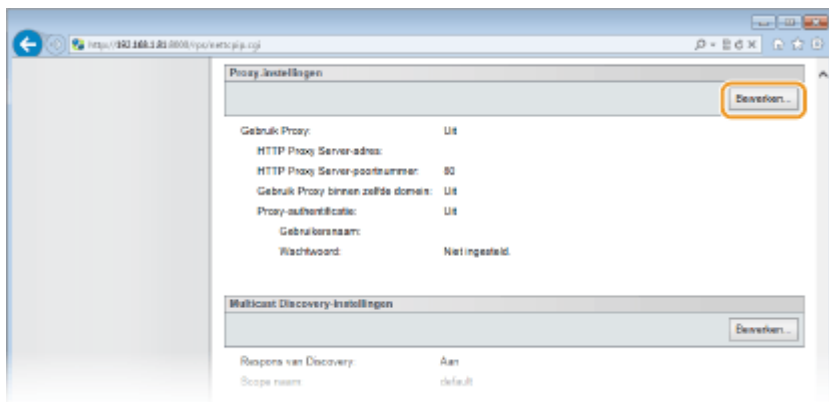 http://192.168.1.81:8000/rps/nettcpip.cgi
Proxy-instellingen
Bewerken...
Gebruik Proxy: Uit
HTTP Proxy Server-adres:
HTTP Proxy Server-poortnummer: 80
Gebruik Proxy binnen zelfde domein: Uit
Proxy-authentificatie: Uit
Gebruikersnaam:
Wachtwoord: Niet ingesteld.
Multicast Discovery-instellingen
Bewerken...
Respons van Discovery: Aan
Scope naam: default